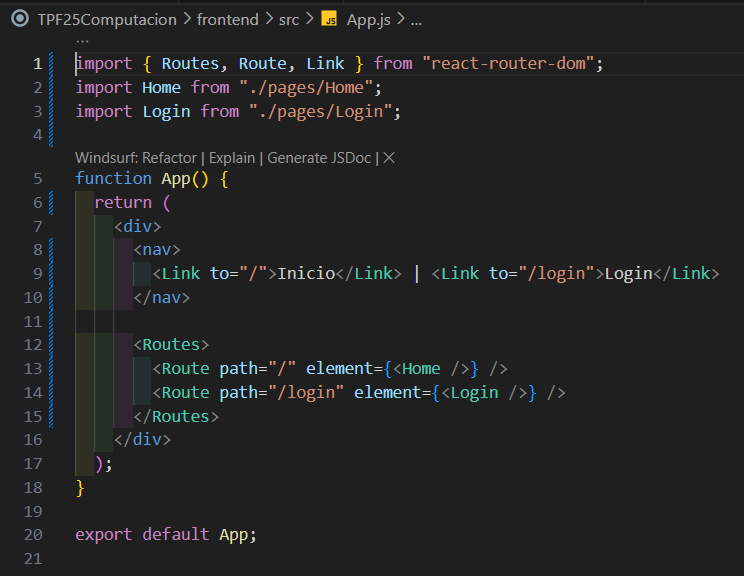 TPF25Computacion > frontend > src > JS App.js > ...
...
1 import { Routes, Route, Link } from "react-router-dom";
2 import Home from "./pages/Home";
3 import Login from "./pages/Login";
4
Windsurf: Refactor | Explain | Generate JSDoc | ×
5 function App() {
6   return (
7     <div>
8       <nav>
9         <Link to="/">Inicio</Link> | <Link to="/login">Login</Link>
10       </nav>
11
12       <Routes>
13         <Route path="/" element={<Home />} />
14         <Route path="/login" element={<Login />} />
15       </Routes>
16     </div>
17   );
18 }
19
20 export default App;
21